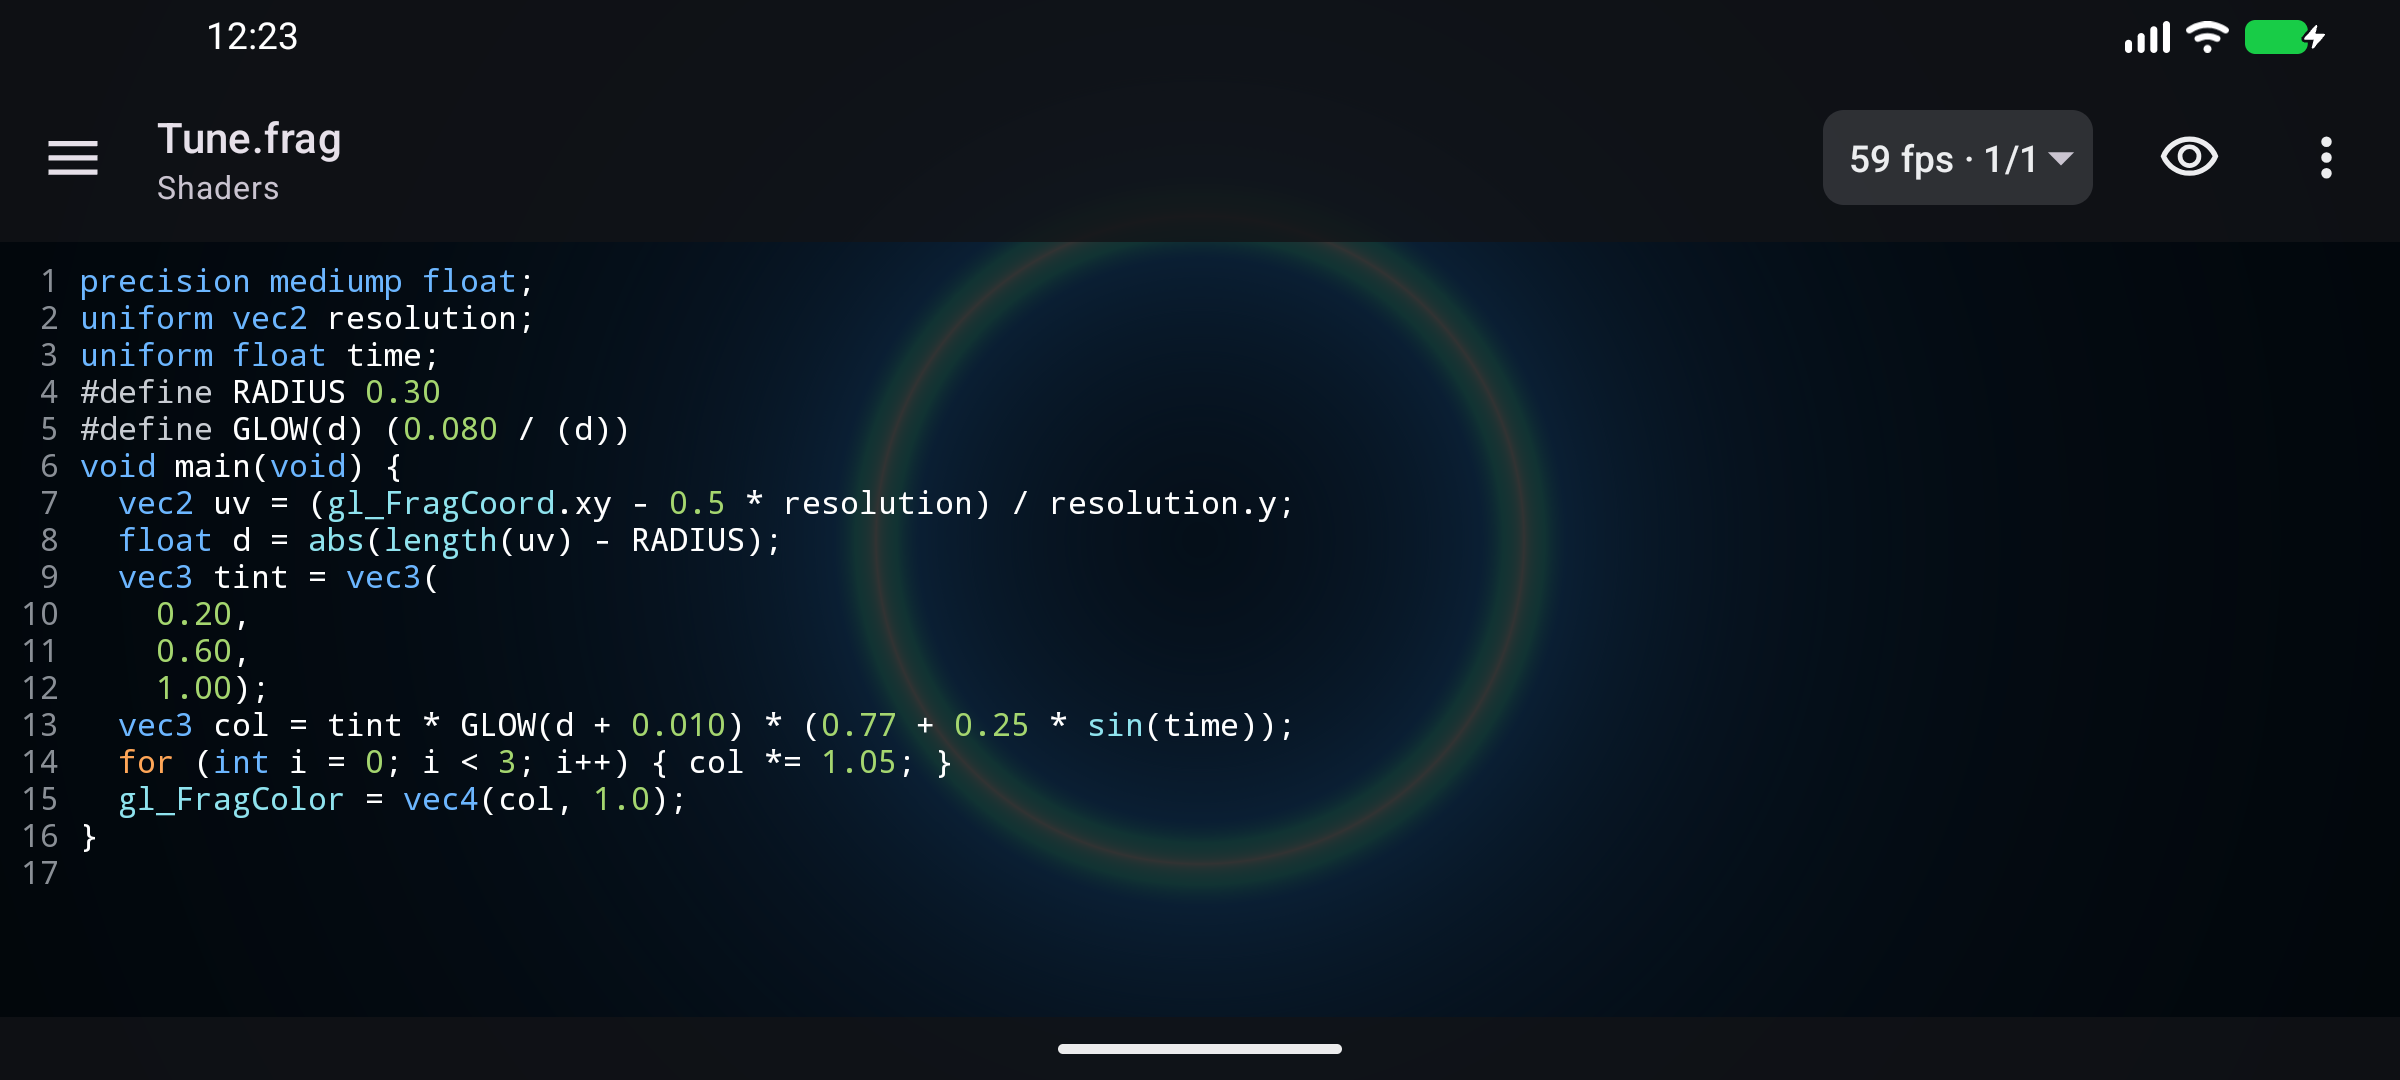 12:23
Tune.frag
Shaders
59 fps · 1/1
1 precision mediump float;
2 uniform vec2 resolution;
3 uniform float time;
4 #define RADIUS 0.30
5 #define GLOW(d) (0.080 / (d))
6 void main(void) {
7   vec2 uv = (gl_FragCoord.xy - 0.5 * resolution) / resolution.y;
8   float d = abs(length(uv) - RADIUS);
9   vec3 tint = vec3(
10     0.20,
11     0.60,
12     1.00);
13   vec3 col = tint * GLOW(d + 0.010) * (0.77 + 0.25 * sin(time));
14   for (int i = 0; i < 3; i++) { col *= 1.05; }
15   gl_FragColor = vec4(col, 1.0);
16 }
17